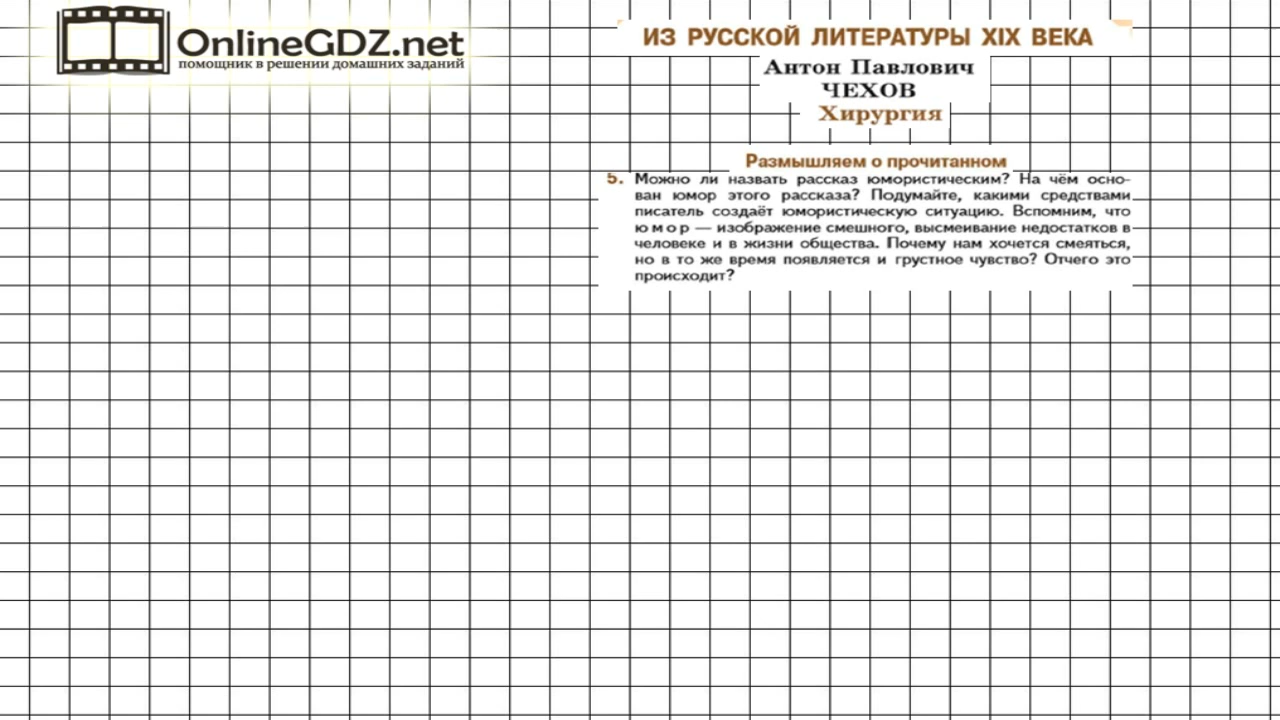 OnlineGDZ.net
помощник в решении домашних заданий
ИЗ РУССКОЙ ЛИТЕРАТУРЫ XIX ВЕКА
Антон Павлович
ЧЕХОВ
Хирургия
Размышляем о прочитанном
5. Можно ли назвать рассказ юмористическим? На чём осно-
ван юмор этого рассказа? Подумайте, какими средствами
писатель создаёт юмористическую ситуацию. Вспомним, что
юмор — изображение смешного, высмеивание недостатков в
человеке и в жизни общества. Почему нам хочется смеяться,
но в то же время появляется и грустное чувство? Отчего это
происходит?